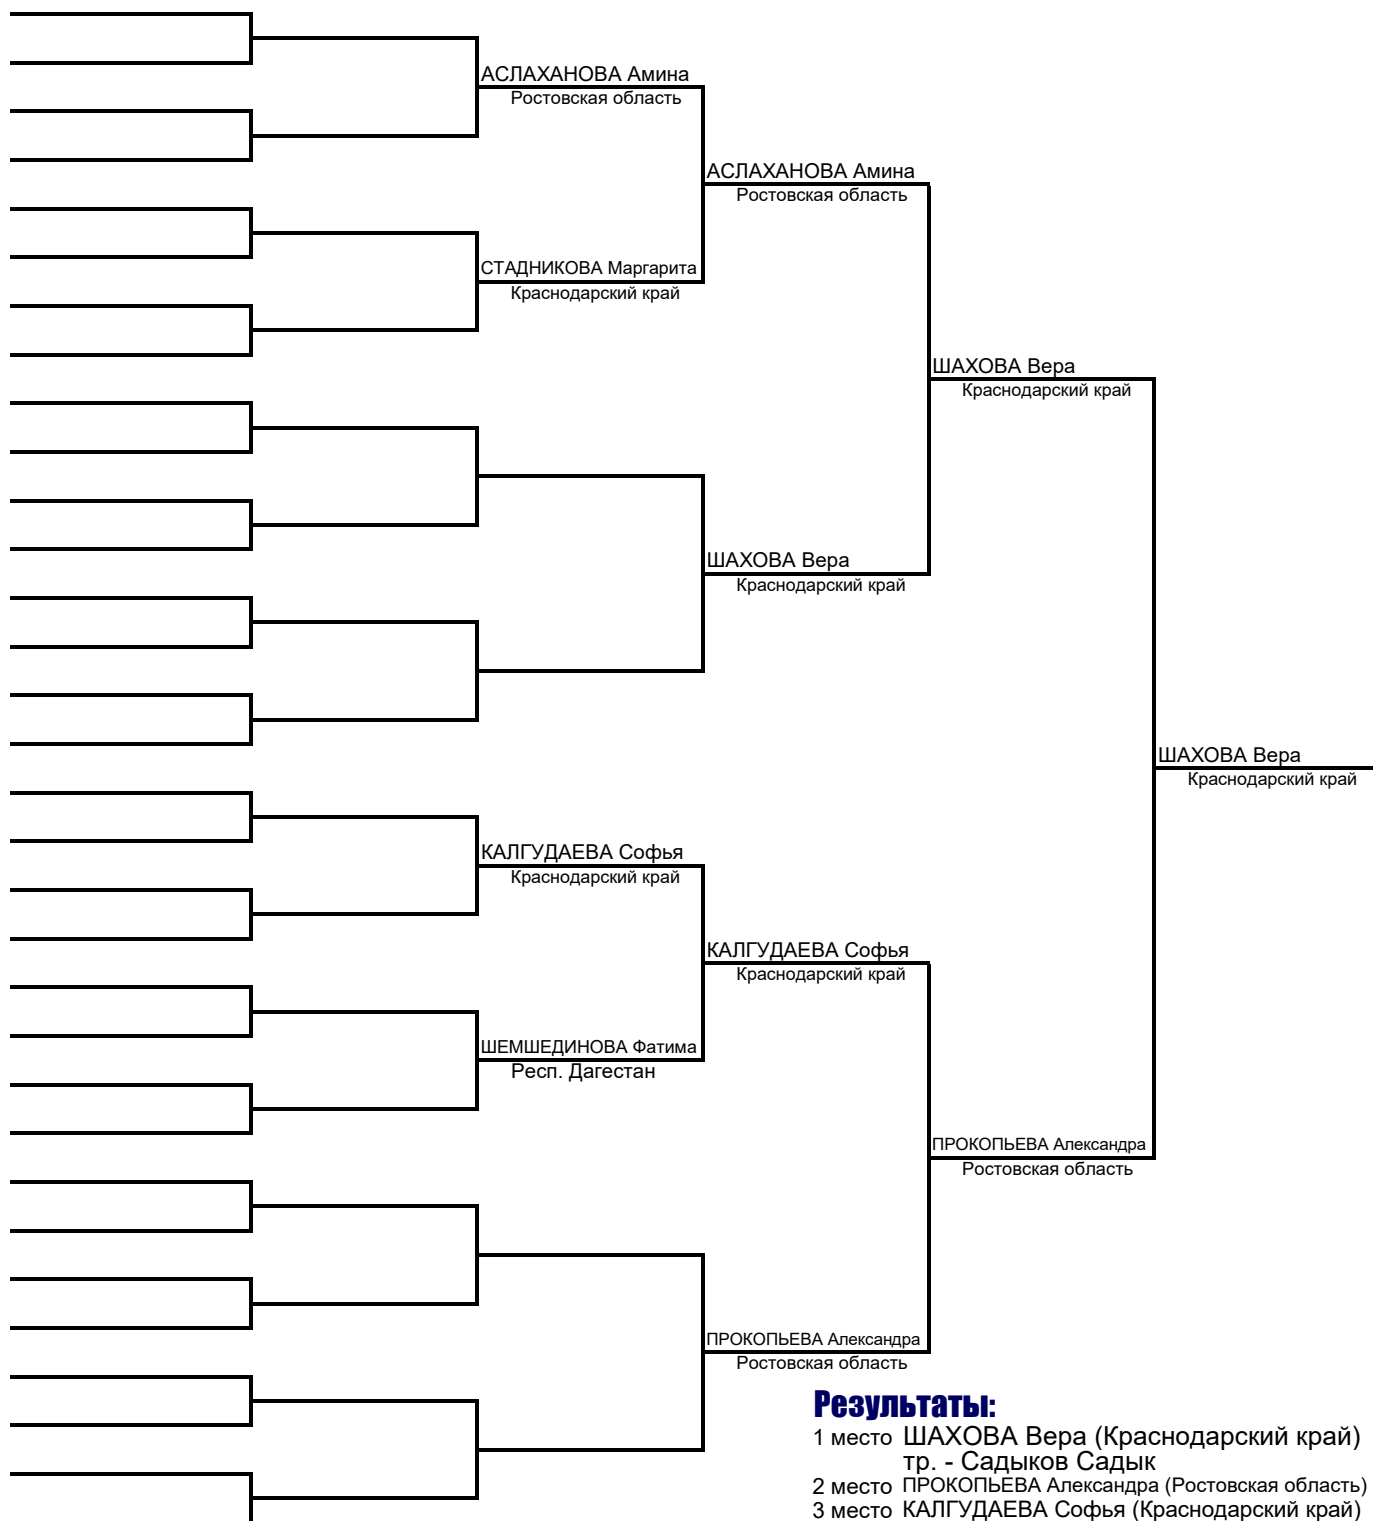 АСЛАХАНОВА Амина
Ростовская область
АСЛАХАНОВА Амина
Ростовская область
СТАДНИКОВА Маргарита
Краснодарский край
ШАХОВА Вера
Краснодарский край
ШАХОВА Вера
Краснодарский край
ШАХОВА Вера
Краснодарский край
КАЛГУДАЕВА Софья
Краснодарский край
КАЛГУДАЕВА Софья
Краснодарский край
ШЕМШЕДИНОВА Фатима
Респ. Дагестан
ПРОКОПЬЕВА Александра
Ростовская область
ПРОКОПЬЕВА Александра
Ростовская область
Результаты:
1 место ШАХОВА Вера (Краснодарский край)
тр. - Садыков Садык
2 место ПРОКОПЬЕВА Александра (Ростовская область)
3 место КАЛГУДАЕВА Софья (Краснодарский край)